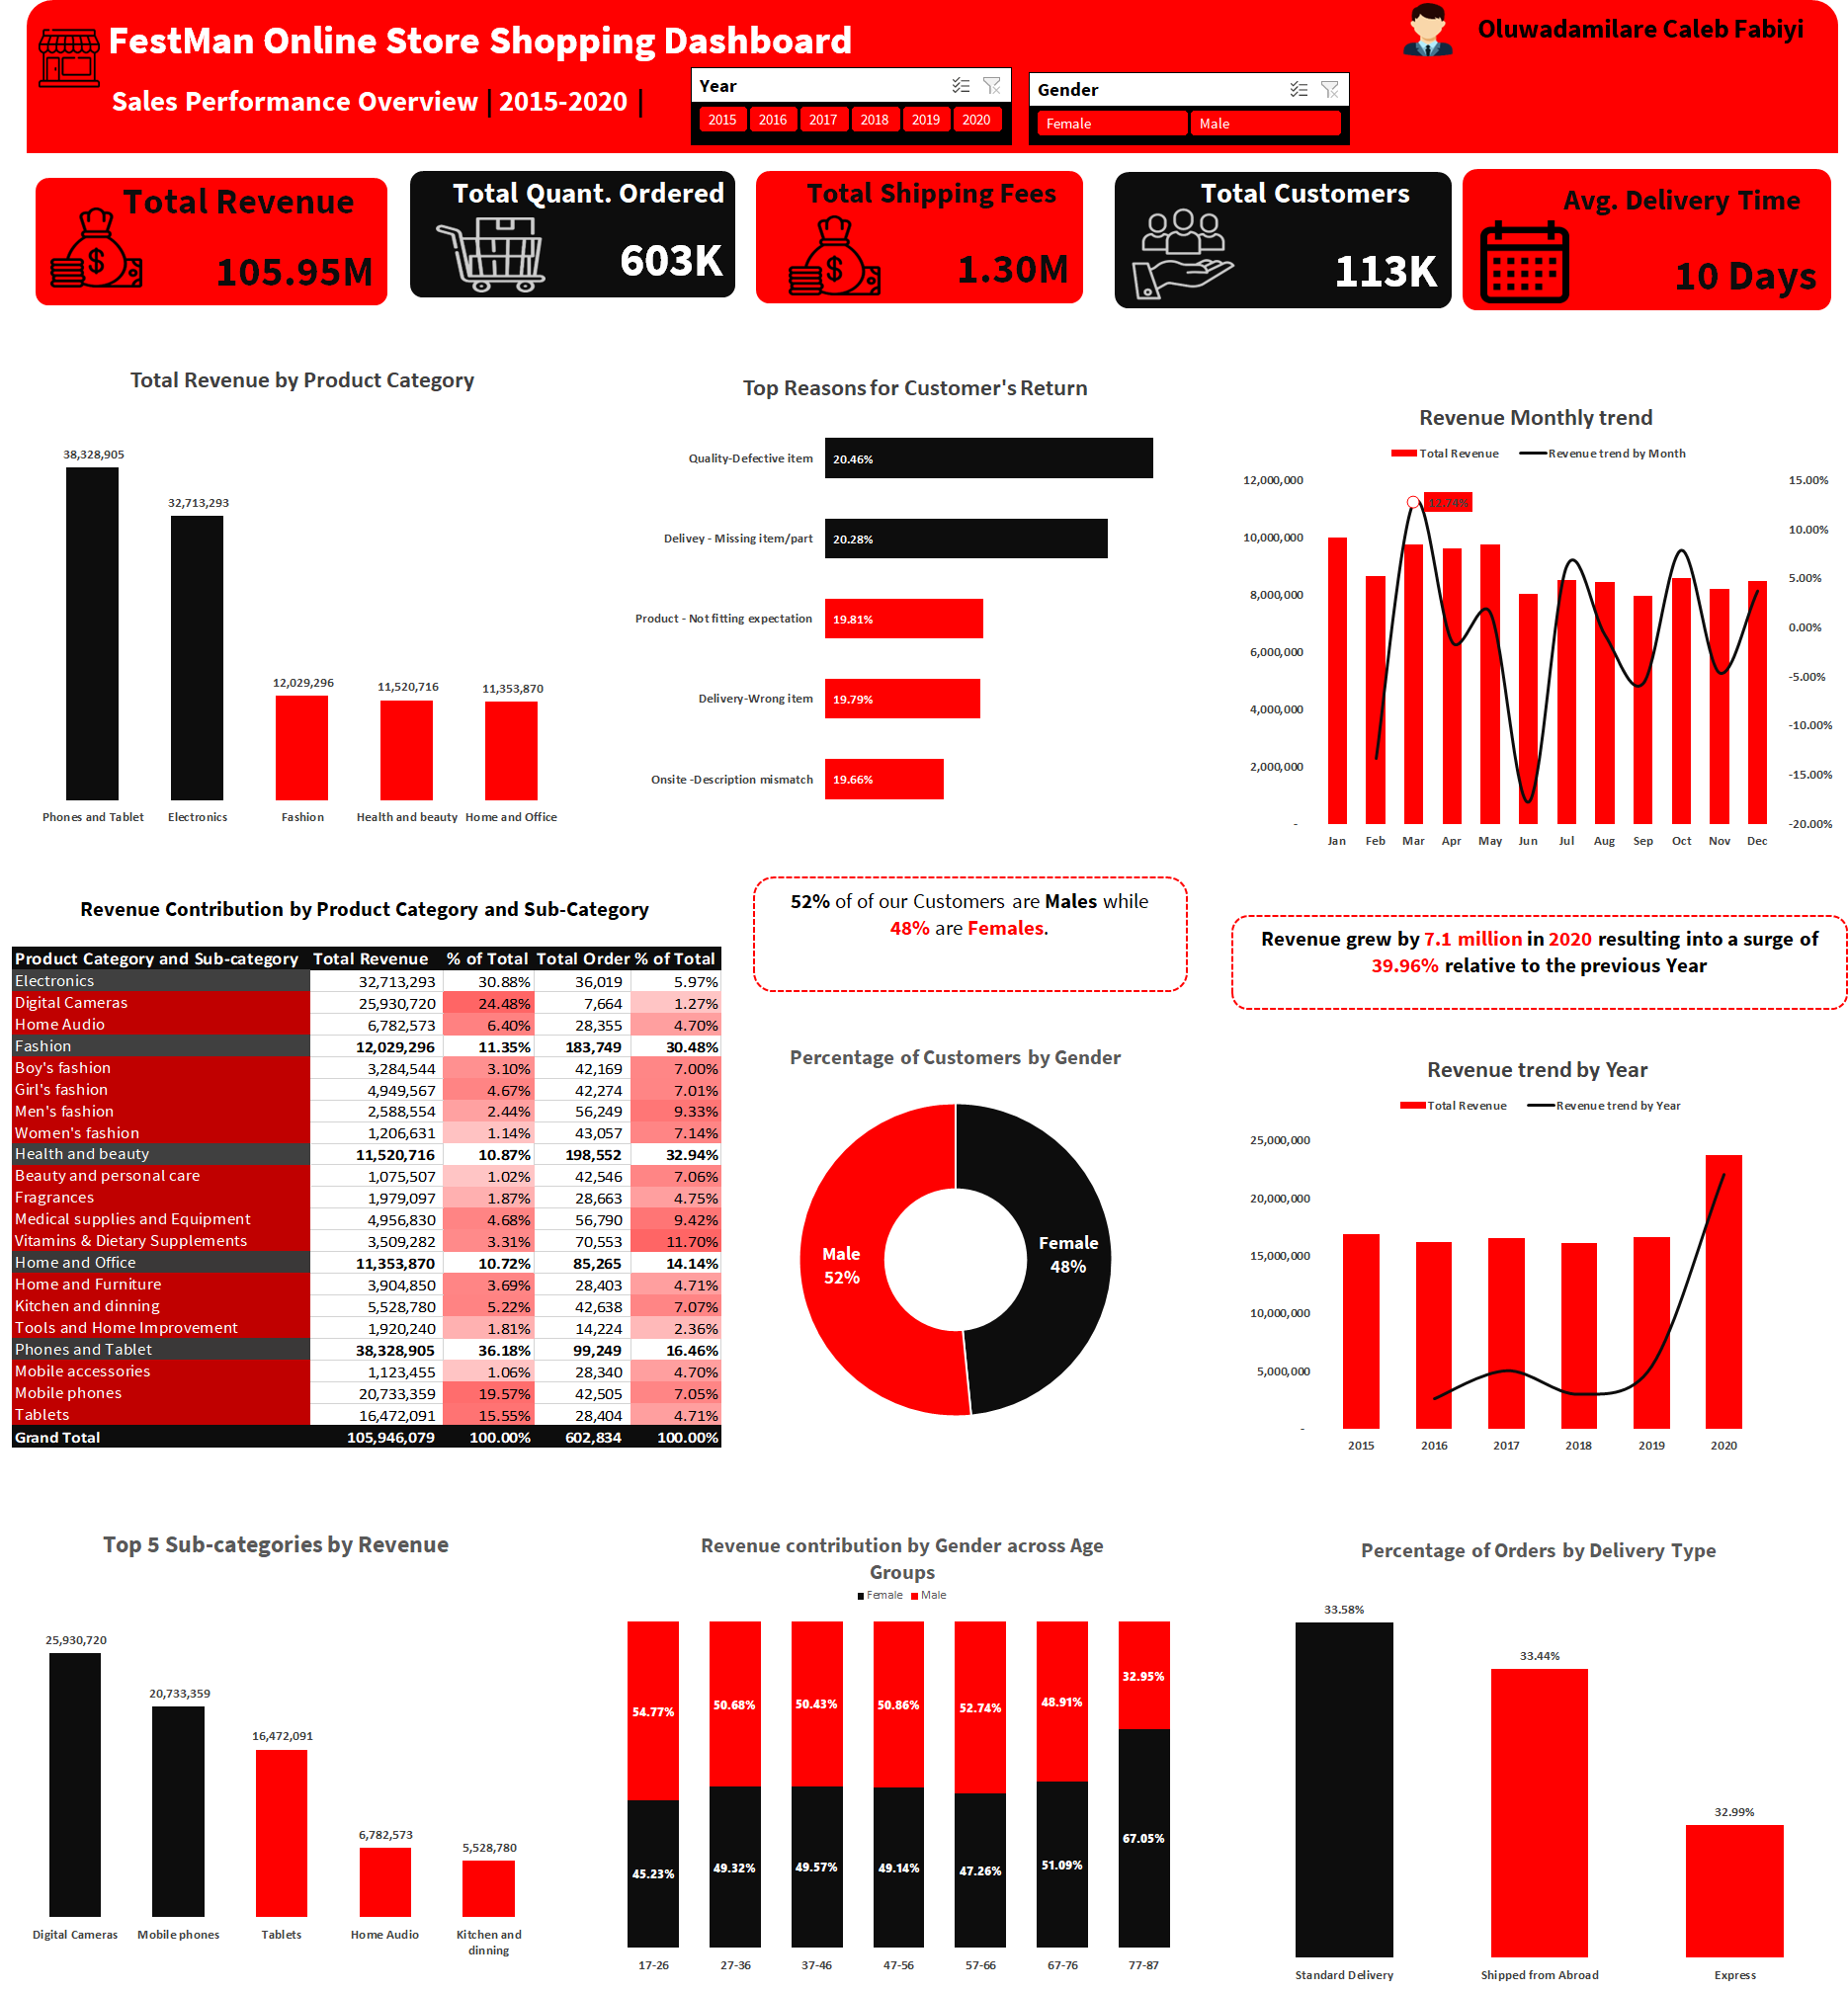 FestMan Online Store Shopping Dashboard
Oluwadamilare Caleb Fabiyi
Sales Performance Overview | 2015-2020 |
Year
2015 2016 2017 2018 2019 2020
Gender
Female Male
Total Revenue
105.95M
Total Quant. Ordered
603K
Total Shipping Fees
1.30M
Total Customers
113K
Avg. Delivery Time
10 Days
Total Revenue by Product Category
38,328,905
32,713,293
12,029,296
11,520,716
11,353,870
Phones and Tablet
Electronics
Fashion
Health and beauty
Home and Office
Top Reasons for Customer's Return
Quality-Defective item 20.46%
Delivey - Missing item/part 20.28%
Product - Not fitting expectation 19.81%
Delivery-Wrong item 19.79%
Onsite -Description mismatch 19.66%
Revenue Monthly trend
Total Revenue Revenue trend by Month
12,000,000
10,000,000
8,000,000
6,000,000
4,000,000
2,000,000
-
12.74%
15.00%
10.00%
5.00%
0.00%
-5.00%
-10.00%
-15.00%
-20.00%
Jan Feb Mar Apr May Jun Jul Aug Sep Oct Nov Dec
Revenue Contribution by Product Category and Sub-Category
Product Category and Sub-category Total Revenue % of Total Total Order % of Total
Electronics 32,713,293 30.88% 36,019 5.97%
Digital Cameras 25,930,720 24.48% 7,664 1.27%
Home Audio 6,782,573 6.40% 28,355 4.70%
Fashion 12,029,296 11.35% 183,749 30.48%
Boy's fashion 3,284,544 3.10% 42,169 7.00%
Girl's fashion 4,949,567 4.67% 42,274 7.01%
Men's fashion 2,588,554 2.44% 56,249 9.33%
Women's fashion 1,206,631 1.14% 43,057 7.14%
Health and beauty 11,520,716 10.87% 198,552 32.94%
Beauty and personal care 1,075,507 1.02% 42,546 7.06%
Fragrances 1,979,097 1.87% 28,663 4.75%
Medical supplies and Equipment 4,956,830 4.68% 56,790 9.42%
Vitamins & Dietary Supplements 3,509,282 3.31% 70,553 11.70%
Home and Office 11,353,870 10.72% 85,265 14.14%
Home and Furniture 3,904,850 3.69% 28,403 4.71%
Kitchen and dinning 5,528,780 5.22% 42,638 7.07%
Tools and Home Improvement 1,920,240 1.81% 14,224 2.36%
Phones and Tablet 38,328,905 36.18% 99,249 16.46%
Mobile accessories 1,123,455 1.06% 28,340 4.70%
Mobile phones 20,733,359 19.57% 42,505 7.05%
Tablets 16,472,091 15.55% 28,404 4.71%
Grand Total 105,946,079 100.00% 602,834 100.00%
52% of of our Customers are Males while
48% are Females.
Percentage of Customers by Gender
Male
52%
Female
48%
Revenue grew by 7.1 million in 2020 resulting into a surge of
39.96% relative to the previous Year
Revenue trend by Year
Total Revenue Revenue trend by Year
25,000,000
20,000,000
15,000,000
10,000,000
5,000,000
-
2015 2016 2017 2018 2019 2020
Top 5 Sub-categories by Revenue
25,930,720
20,733,359
16,472,091
6,782,573
5,528,780
Digital Cameras
Mobile phones
Tablets
Home Audio
Kitchen and
dinning
Revenue contribution by Gender across Age
Groups
Female Male
54.77% 50.68% 50.43% 50.86% 52.74% 48.91% 32.95%
45.23% 49.32% 49.57% 49.14% 47.26% 51.09% 67.05%
17-26 27-36 37-46 47-56 57-66 67-76 77-87
Percentage of Orders by Delivery Type
33.58%
33.44%
32.99%
Standard Delivery
Shipped from Abroad
Express